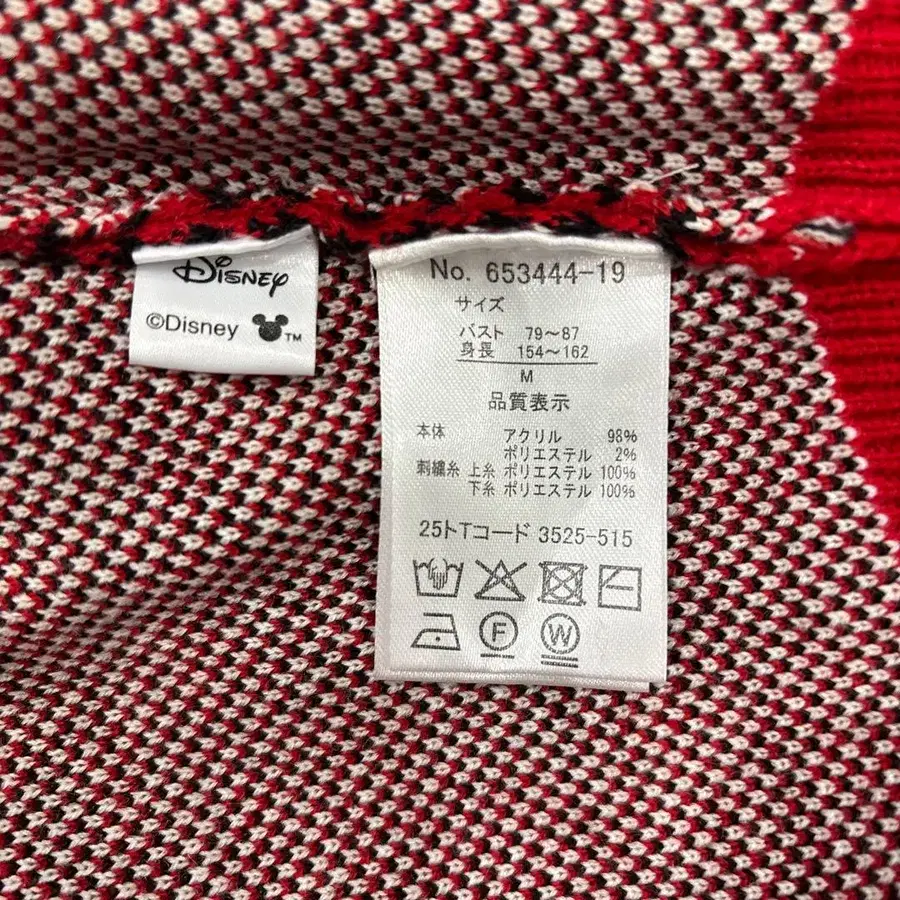 Disney
©Disney ™
No. 653444-19
サイズ
バスト 79～87
身長 154～162
M
品質表示
本体 アクリル 98%
ポリエステル 2%
刺繍糸 上糸 ポリエステル 100%
下糸 ポリエステル 100%
25トTコード 3525-515
F W